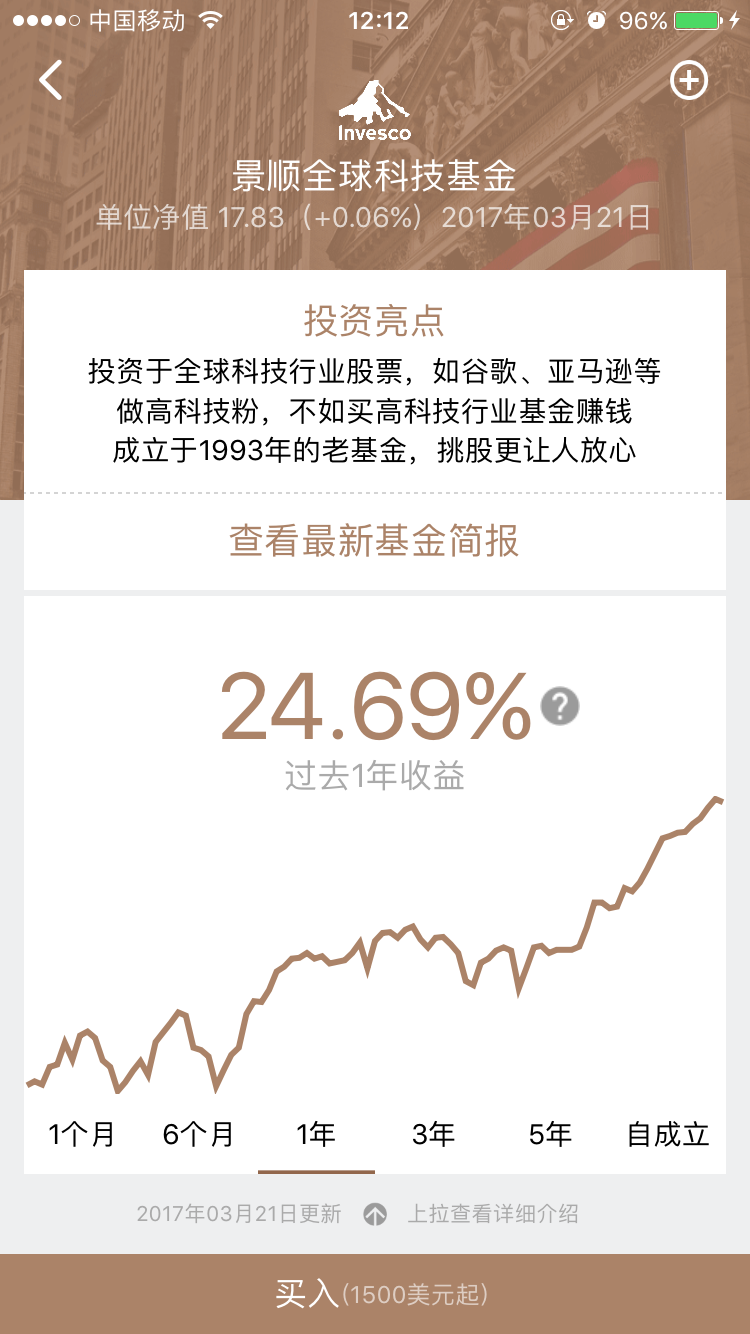 中国移动 12:12 96%
Invesco
景顺全球科技基金
单位净值 17.83（+0.06%）2017年03月21日
投资亮点
投资于全球科技行业股票，如谷歌、亚马逊等
做高科技粉，不如买高科技行业基金赚钱
成立于1993年的老基金，挑股更让人放心
查看最新基金简报
24.69% ?
过去1年收益
1个月 6个月 1年 3年 5年 自成立
2017年03月21日更新 上拉查看详细介绍
买入(1500美元起)